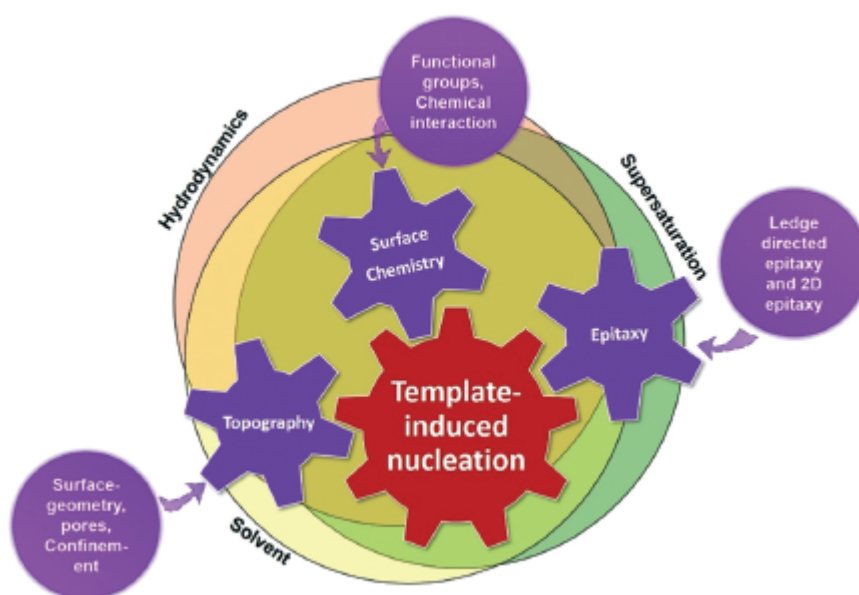 Functional
groups,
Chemical
interaction
Hydrodynamics
Supersaturation
Surface
Chemistry
Ledge
directed
epitaxy
and 2D
epitaxy
Epitaxy
Topography
Template-
induced
nucleation
Surface-
geometry,
pores,
Confinem-
ent
Solvent